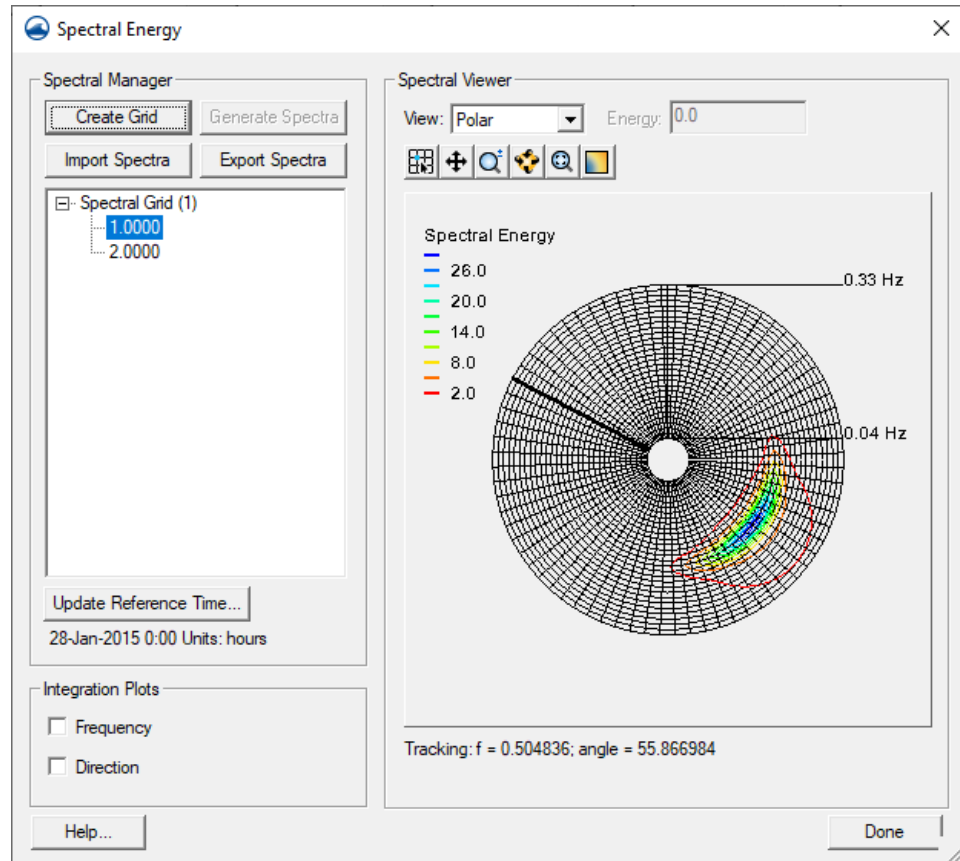 Spectral Energy
Spectral Manager
Create Grid
Generate Spectra
Import Spectra
Export Spectra
Spectral Grid (1)
1.0000
2.0000
Update Reference Time...
28-Jan-2015 0:00 Units: hours
Integration Plots
Frequency
Direction
Help...
Spectral Viewer
View: Polar
Energy: 0.0
Spectral Energy
26.0
20.0
14.0
8.0
2.0
0.33 Hz
0.04 Hz
Tracking: f = 0.504836; angle = 55.866984
Done